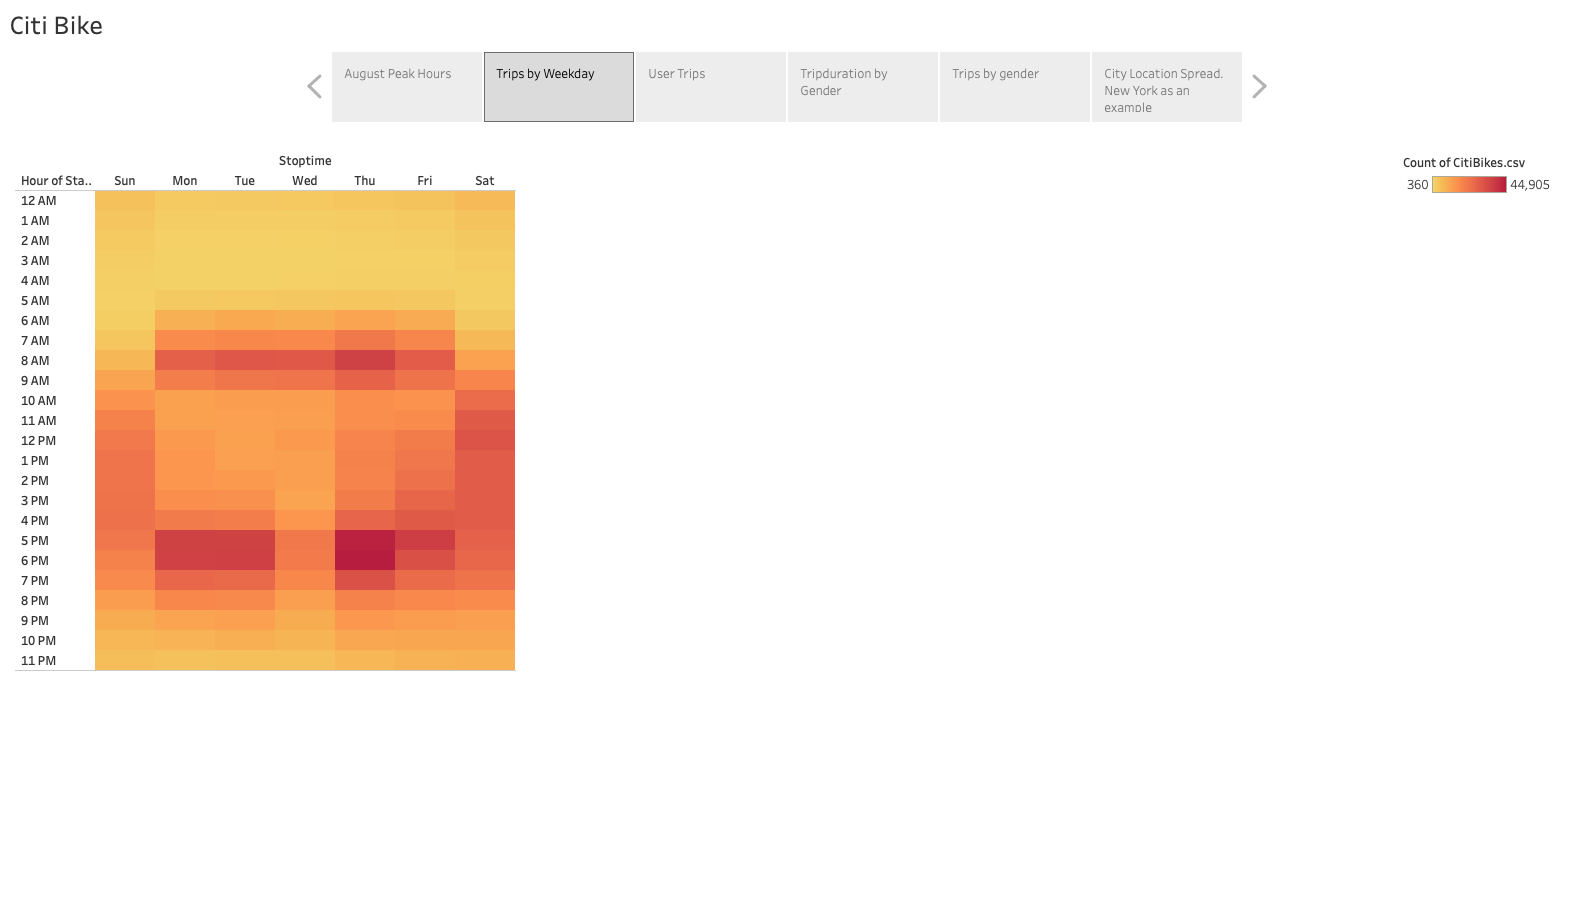 Citi Bike
August Peak Hours
Trips by Weekday
User Trips
Tripduration by
Gender
Trips by gender
City Location Spread.
New York as an
example
Stoptime
Hour of Sta.. Sun Mon Tue Wed Thu Fri Sat
12 AM
1 AM
2 AM
3 AM
4 AM
5 AM
6 AM
7 AM
8 AM
9 AM
10 AM
11 AM
12 PM
1 PM
2 PM
3 PM
4 PM
5 PM
6 PM
7 PM
8 PM
9 PM
10 PM
11 PM
Count of CitiBikes.csv
360 44,905